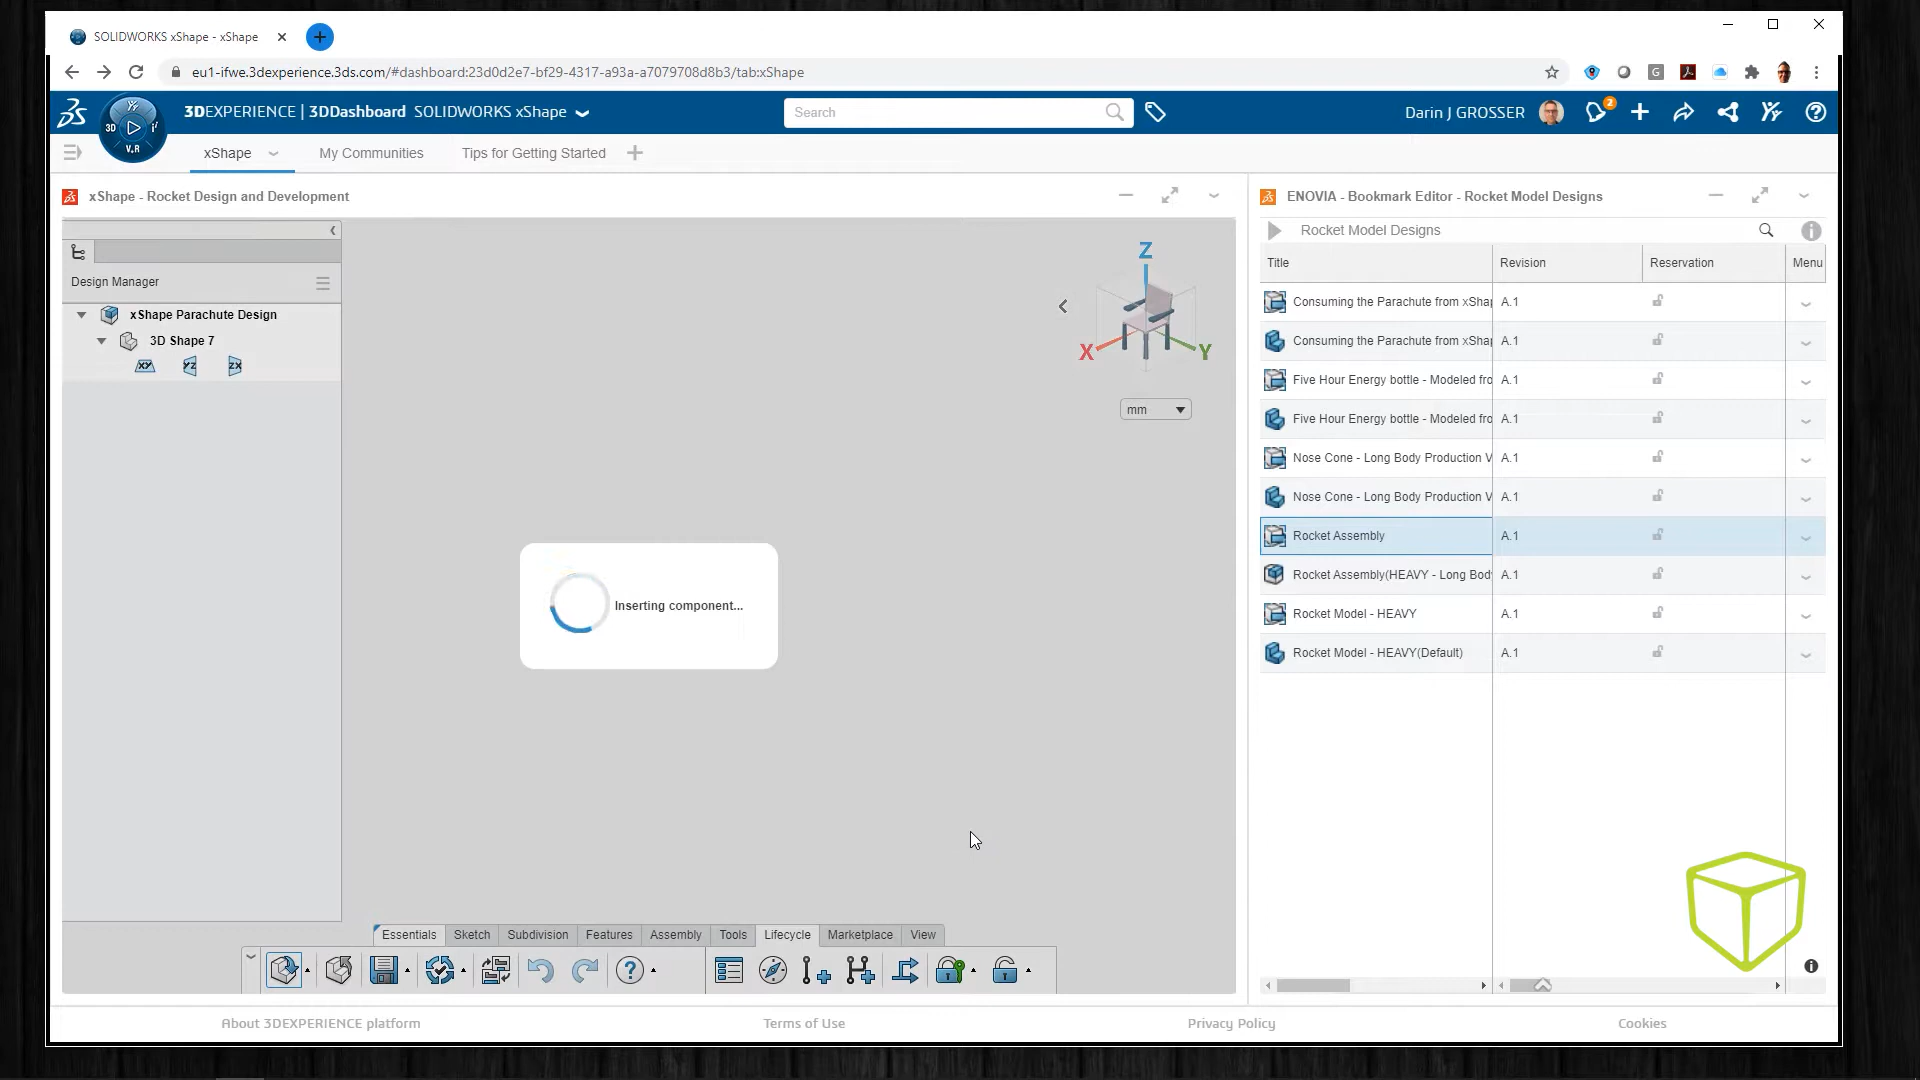 SOLIDWORKS xShape - xShape
eu1-ifwe.3dexperience.3ds.com/#dashboard:23d0d2e7-bf29-4317-a93a-a7079708d8b3/tab:xShape
3DEXPERIENCE | 3DDashboard SOLIDWORKS xShape
Search
Darin J GROSSER
2
3D
V.R
xShape
My Communities
Tips for Getting Started
xShape - Rocket Design and Development
Design Manager
xShape Parachute Design
3D Shape 7
XY YZ ZX
Z
X
Y
mm
Inserting component...
Essentials Sketch Subdivision Features Assembly Tools Lifecycle Marketplace View
ENOVIA - Bookmark Editor - Rocket Model Designs
Rocket Model Designs
Title Revision Reservation Menu
Consuming the Parachute from xShap A.1
Consuming the Parachute from xShap A.1
Five Hour Energy bottle - Modeled fro A.1
Five Hour Energy bottle - Modeled fro A.1
Nose Cone - Long Body Production V A.1
Nose Cone - Long Body Production V A.1
Rocket Assembly A.1
Rocket Assembly(HEAVY - Long Body A.1
Rocket Model - HEAVY A.1
Rocket Model - HEAVY(Default) A.1
About 3DEXPERIENCE platform
Terms of Use
Privacy Policy
Cookies